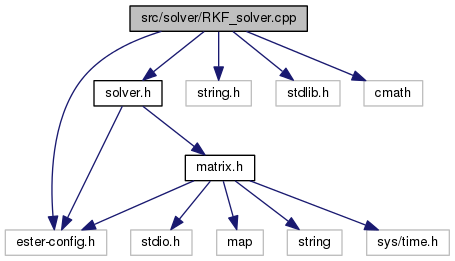 src/solver/RKF_solver.cpp
solver.h
string.h
stdlib.h
cmath
matrix.h
ester-config.h
stdio.h
map
string
sys/time.h